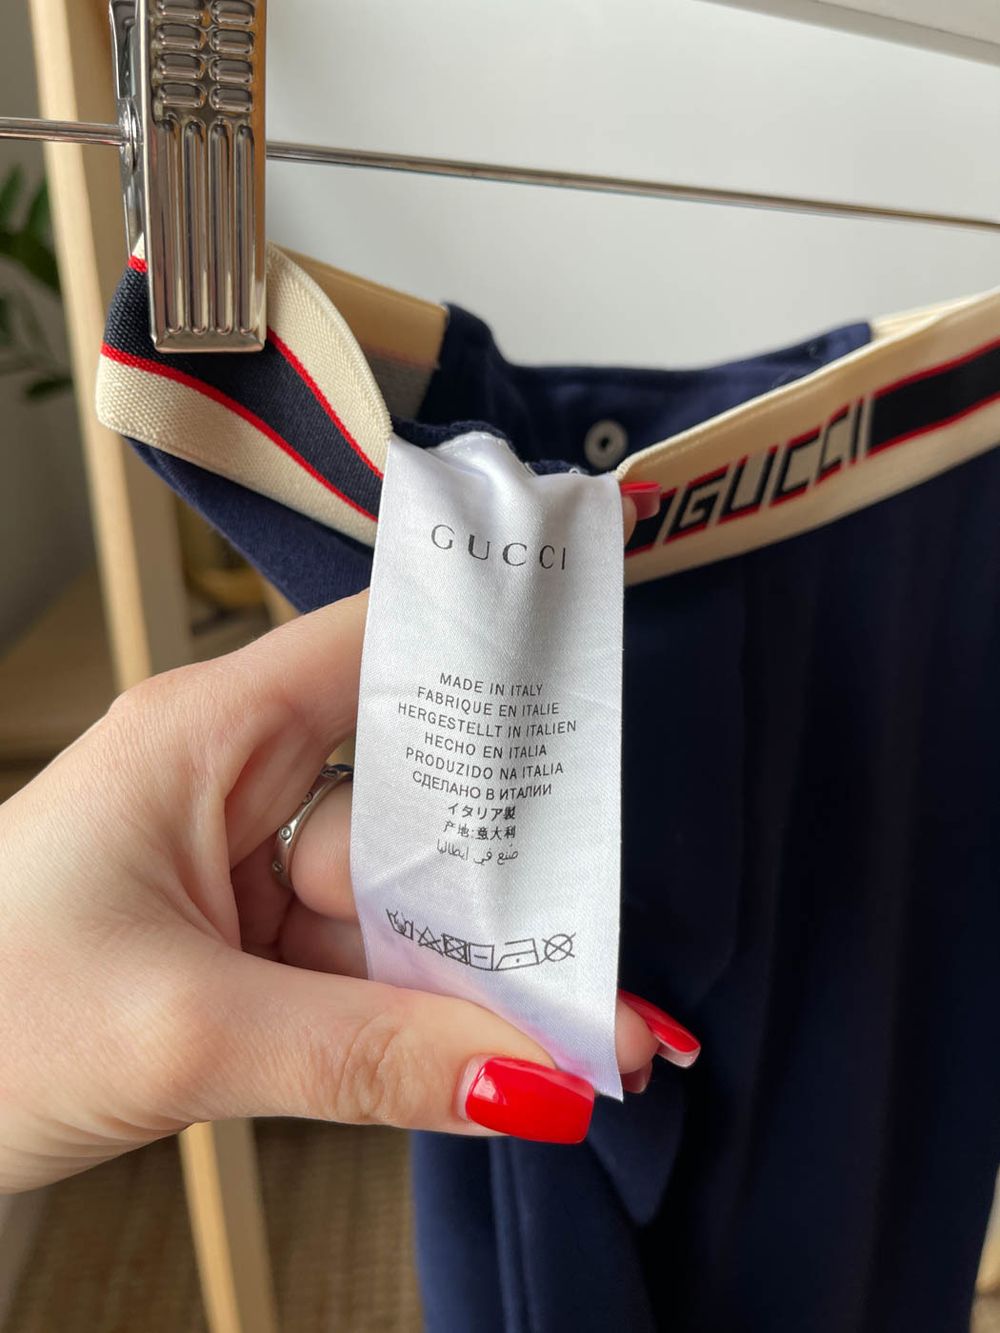 GUCCI
GUCCI
MADE IN ITALY
FABRIQUE EN ITALIE
HERGESTELLT IN ITALIEN
HECHO EN ITALIA
PRODUZIDO NA ITALIA
СДЕЛАНО В ИТАЛИИ
イタリア製
产地:意大利
صنع في إيطاليا